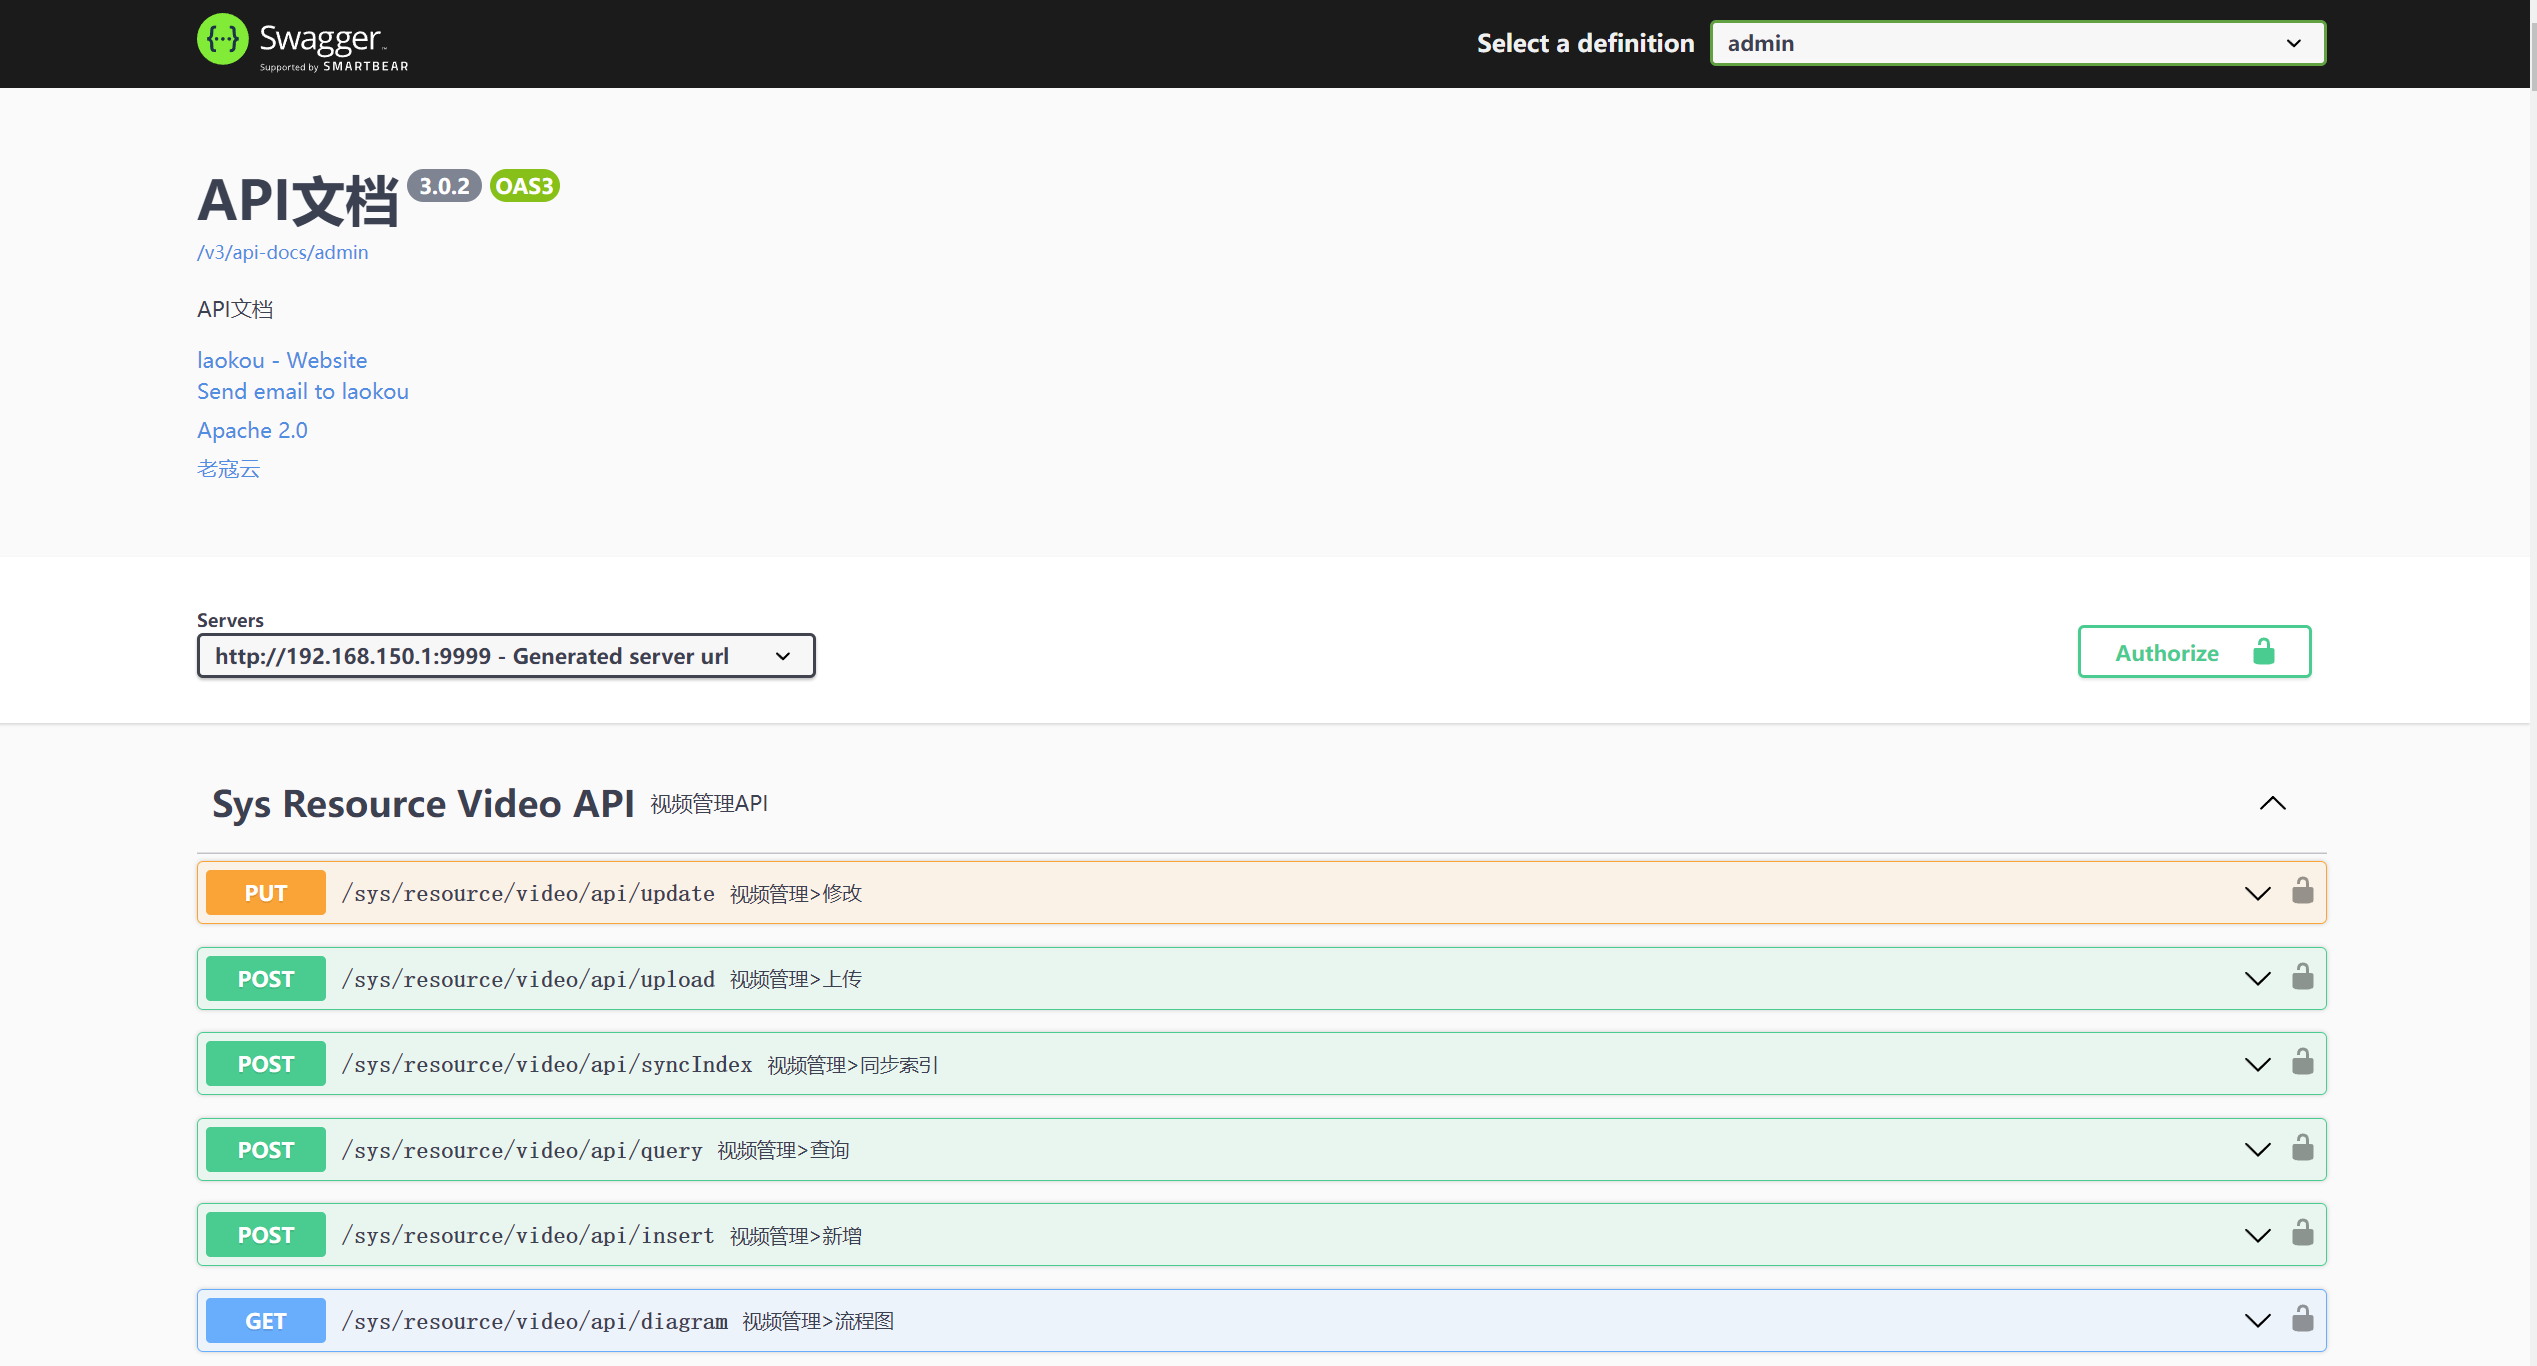 Swagger
Supported by SMARTBEAR
Select a definition
admin
API文档 3.0.2 OAS3
/v3/api-docs/admin
API文档
laokou - Website
Send email to laokou
Apache 2.0
老寇云
Servers
http://192.168.150.1:9999 - Generated server url
Authorize
Sys Resource Video API 视频管理API
PUT /sys/resource/video/api/update 视频管理>修改
POST /sys/resource/video/api/upload 视频管理>上传
POST /sys/resource/video/api/syncIndex 视频管理>同步索引
POST /sys/resource/video/api/query 视频管理>查询
POST /sys/resource/video/api/insert 视频管理>新增
GET /sys/resource/video/api/diagram 视频管理>流程图